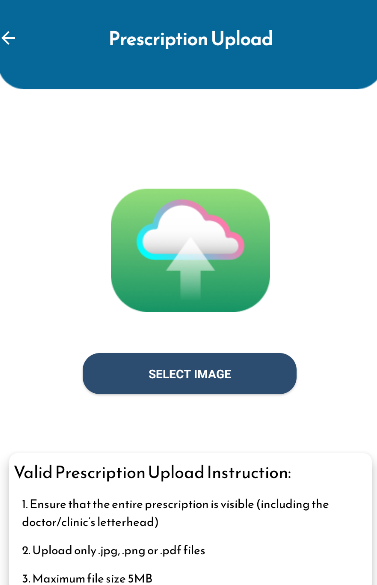 Prescription Upload
SELECT IMAGE
Valid Prescription Upload Instruction:
1. Ensure that the entire prescription is visible (including the
doctor/clinic's letterhead)
2. Upload only .jpg, .png or .pdf files
3. Maximum file size 5MB